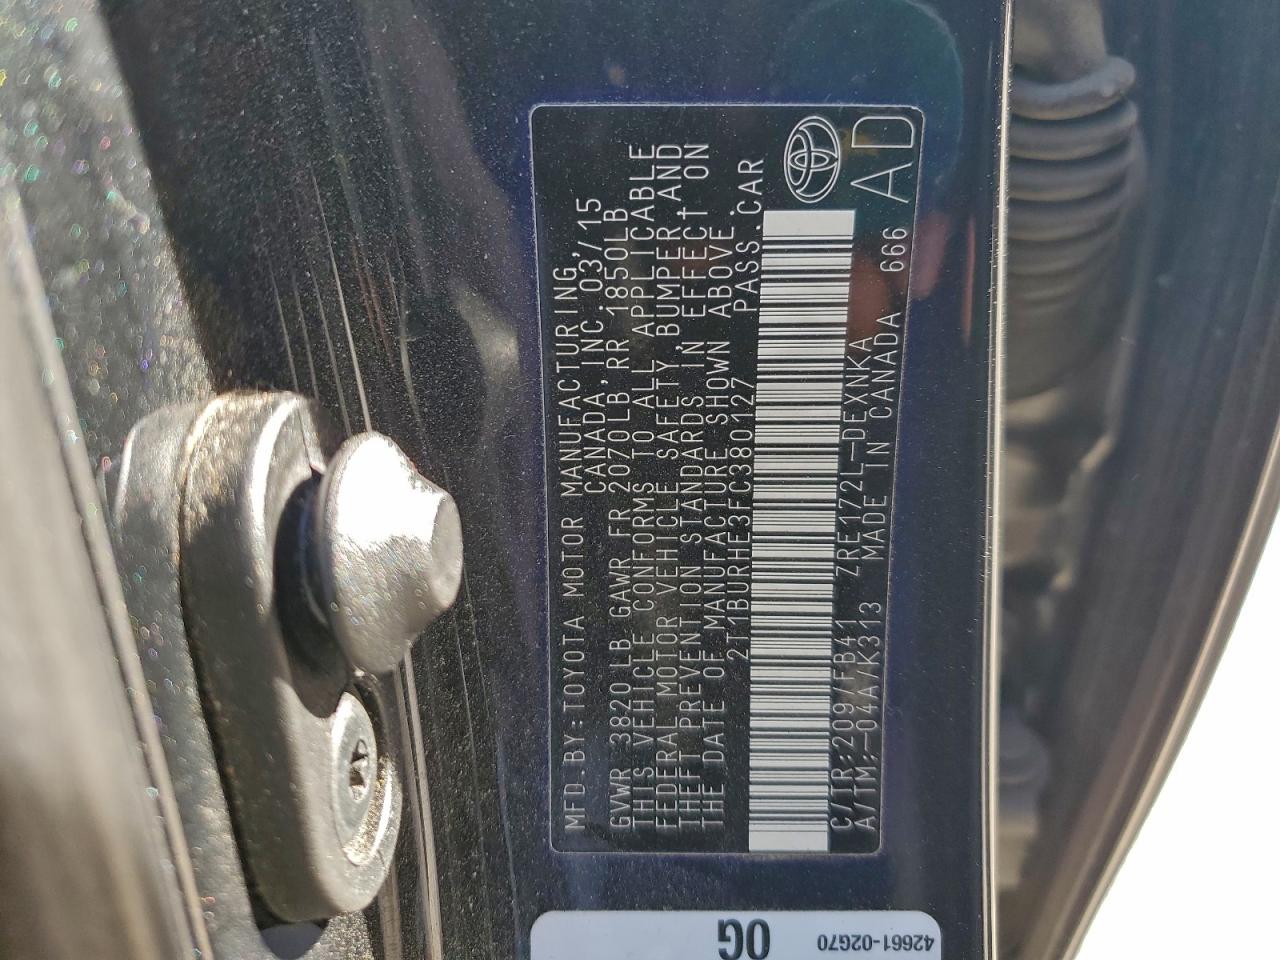 MFD.BY:TOYOTA MOTOR MANUFACTURING,
CANADA,INC. 03/15
GVWR 3820LB GAWR FR 2070LB,RR 1850LB
THIS VEHICLE CONFORMS TO ALL APPLICABLE
FEDERAL MOTOR VEHICLE SAFETY,BUMPER,AND
THEFT PREVENTION STANDARDS IN EFFECT ON
THE DATE OF MANUFACTURE SHOWN ABOVE.
2T1BURHE3FC380127 PASS.CAR
C/TR:209/FB41 ZRE172L-DEXNKA
A/TM:-04A/K313 MADE IN CANADA 666 AD
0G
42661-02G70